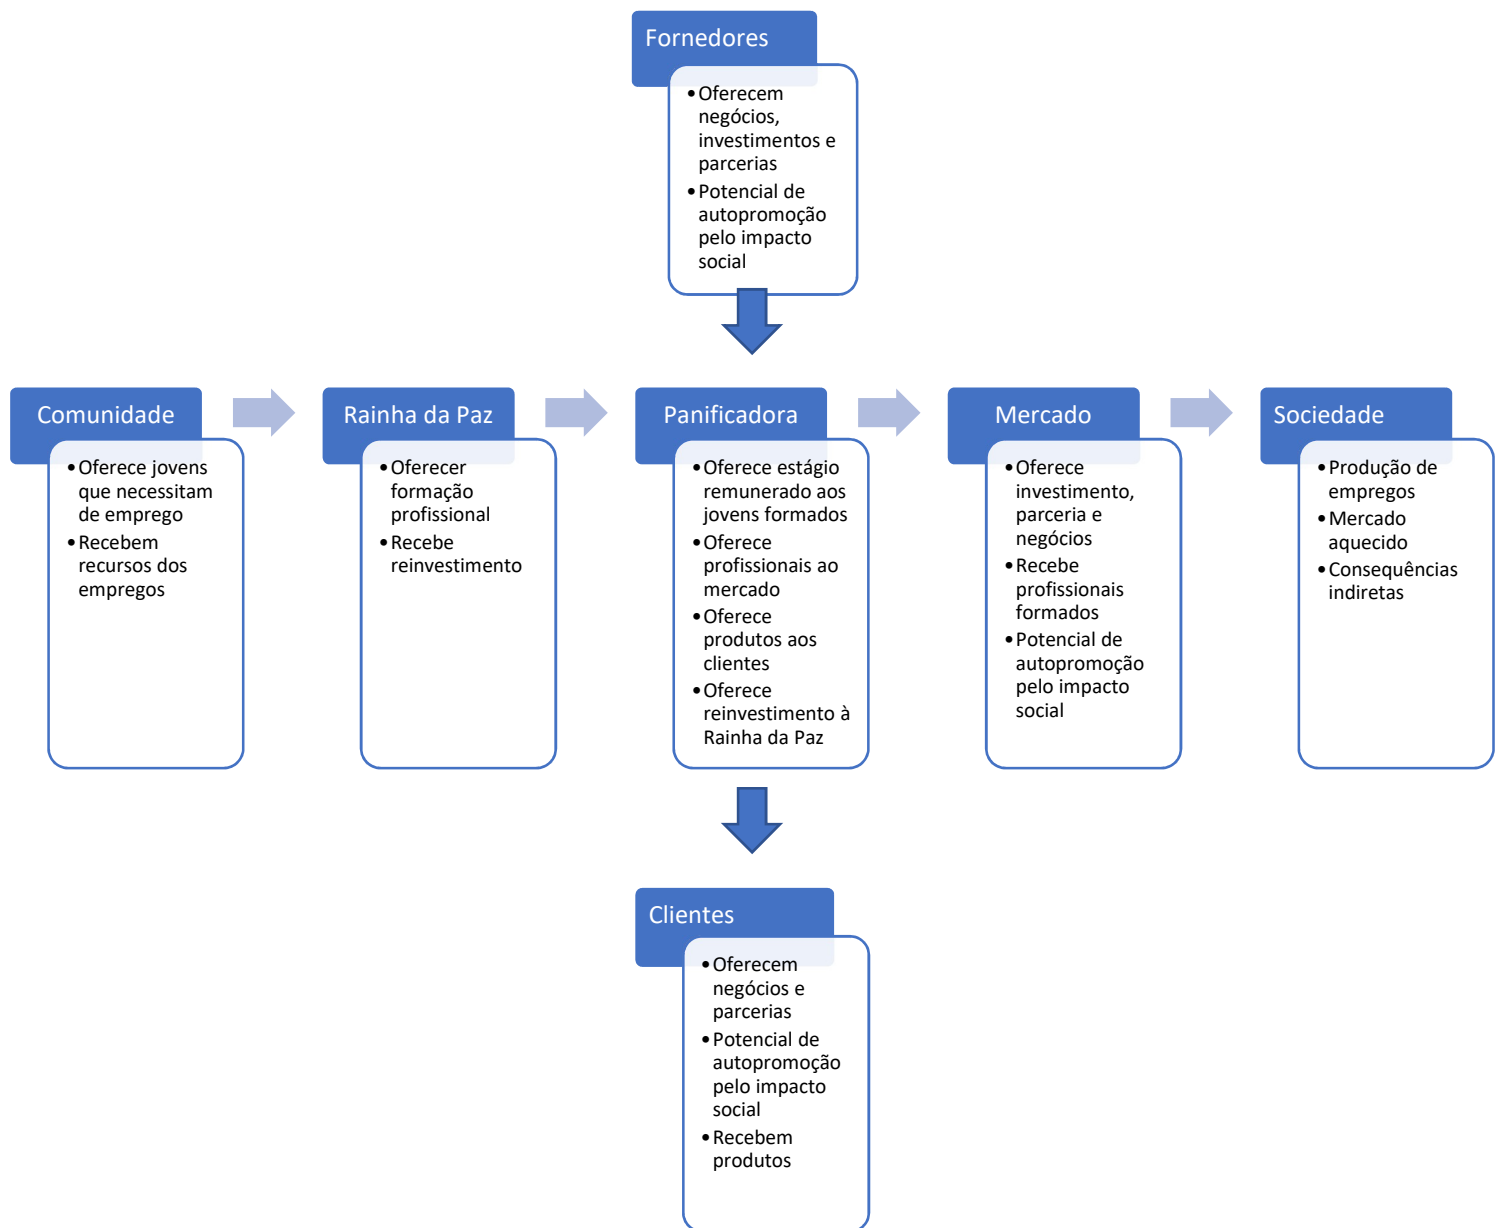 Fornedores
•Oferecem
negócios,
investimentos e
parcerias
•Potencial de
autopromoção
pelo impacto
social
Comunidade
•Oferece jovens
que necessitam
de emprego
•Recebem
recursos dos
empregos
Rainha da Paz
•Oferecer
formação
profissional
•Recebe
reinvestimento
Panificadora
•Oferece estágio
remunerado aos
jovens formados
•Oferece
profissionais ao
mercado
•Oferece
produtos aos
clientes
•Oferece
reinvestimento à
Rainha da Paz
Mercado
•Oferece
investimento,
parceria e
negócios
•Recebe
profissionais
formados
•Potencial de
autopromoção
pelo impacto
social
Sociedade
•Produção de
empregos
•Mercado
aquecido
•Consequências
indiretas
Clientes
•Oferecem
negócios e
parcerias
•Potencial de
autopromoção
pelo impacto
social
•Recebem
produtos